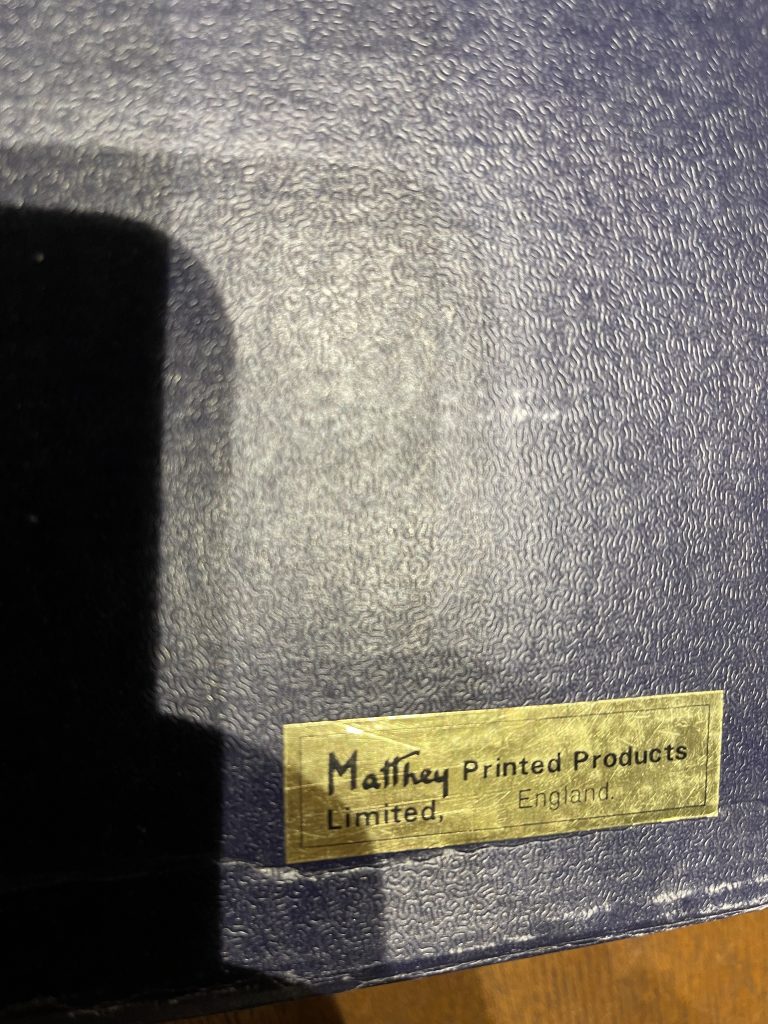 Matthey Printed Products
Limited, England.